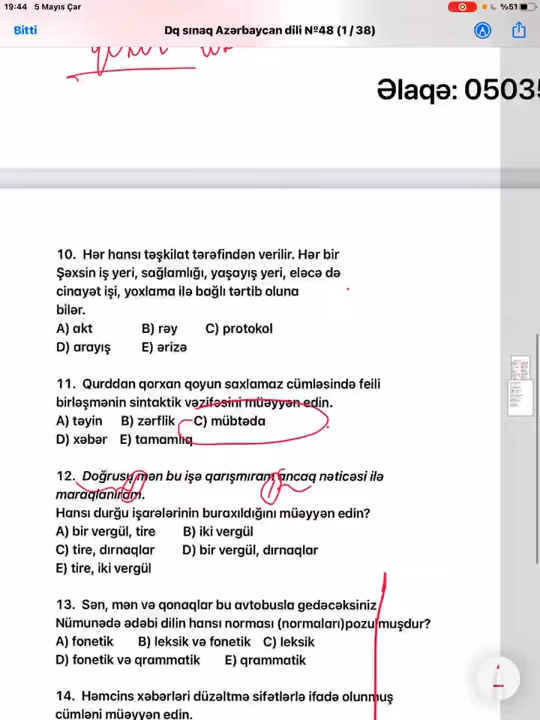 19:44 5 Mayıs Çar
%51
Bitti
Dq sınaq Azərbaycan dili №48 (1 / 38)
Əlaqə: 05035
10. Hər hansı təşkilat tərəfindən verilir. Hər bir
Şəxsin iş yeri, sağlamlığı, yaşayış yeri, eləcə də
cinayət işi, yoxlama ilə bağlı tərtib oluna
bilər.
A) akt B) rəy C) protokol
D) arayış E) ərizə
11. Qurddan qorxan qoyun saxlamaz cümləsində feili
birləşmənin sintaktik vəzifəsini müəyyən edin.
A) təyin B) zərflik C) mübtəda
D) xəbər E) tamamlıq
12. Doğrusu mən bu işə qarışmıram ancaq nəticəsi ilə
maraqlanıram.
Hansı durğu işarələrinin buraxıldığını müəyyən edin?
A) bir vergül, tire B) iki vergül
C) tire, dırnaqlar D) bir vergül, dırnaqlar
E) tire, iki vergül
13. Sən, mən və qonaqlar bu avtobusla gedəcəksiniz
Nümunədə ədəbi dilin hansı norması (normaları)pozulmuşdur?
A) fonetik B) leksik və fonetik C) leksik
D) fonetik və qrammatik E) qrammatik
14. Həmcins xəbərləri düzəltmə sifətlərlə ifadə olunmuş
cümləni müəyyən edin.